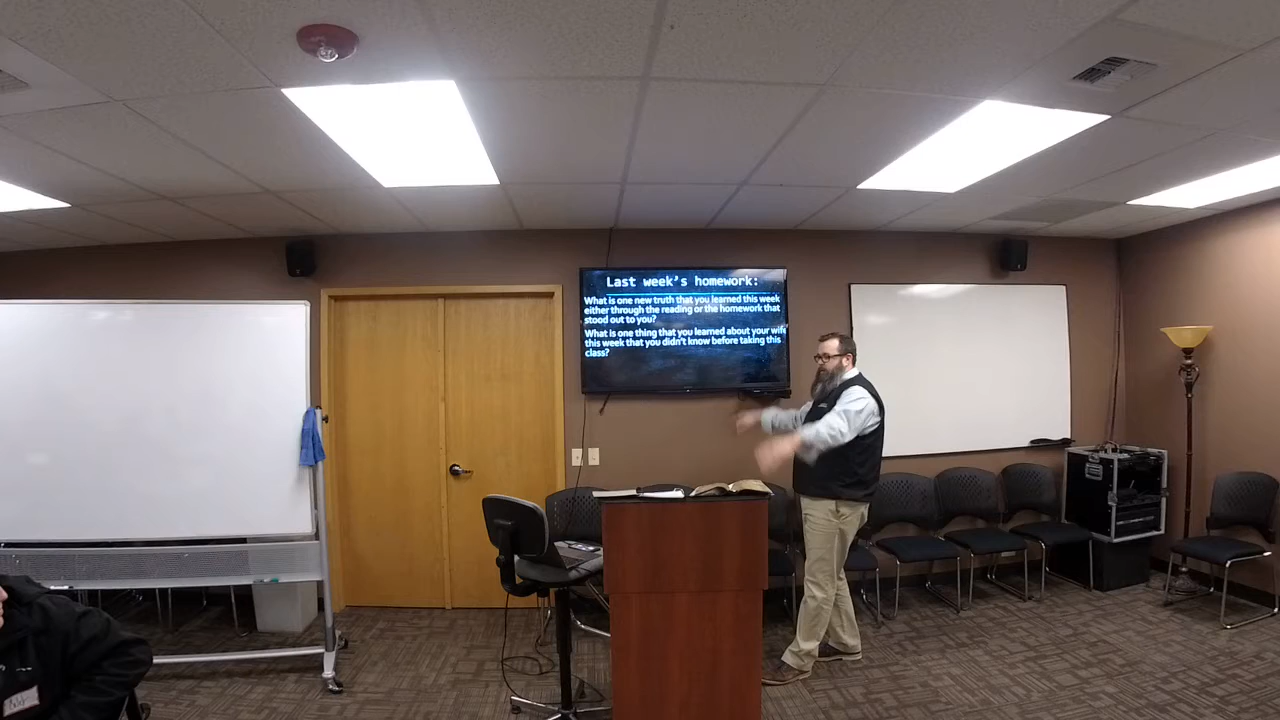 Last week's homework:
What is one new truth that you learned this week
either through the reading or the homework that
stood out to you?
What is one thing that you learned about your wife
this week that you didn't know before taking this
class?